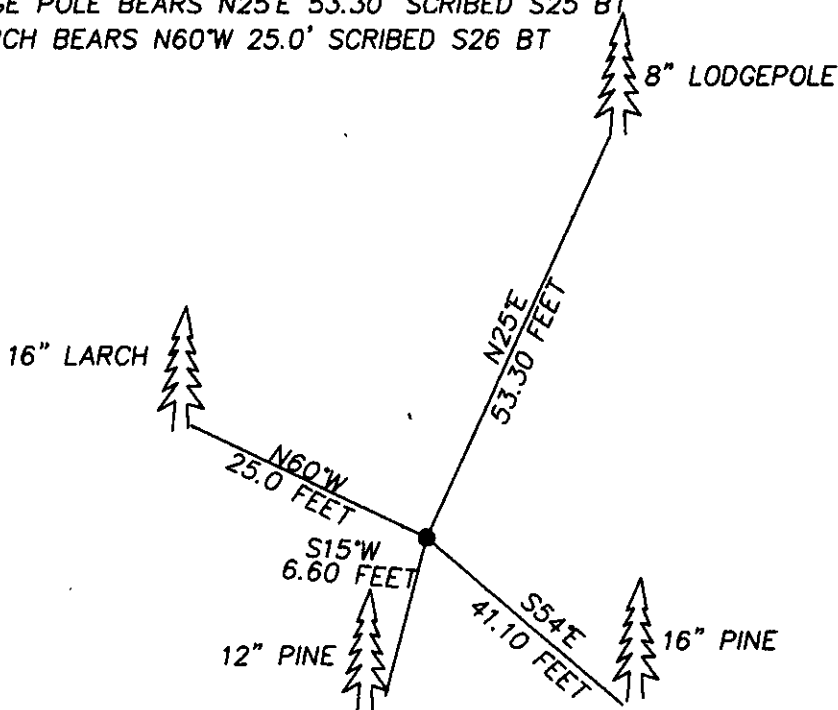 GE POLE BEARS N25°E 53.30' SCRIBED S25 BT
RCH BEARS N60°W 25.0' SCRIBED S26 BT
8" LODGEPOLE
N25°E
53.30 FEET
16" LARCH
N60°W
25.0 FEET
S15°W
6.60 FEET
S54°E
41.10 FEET
12" PINE
16" PINE